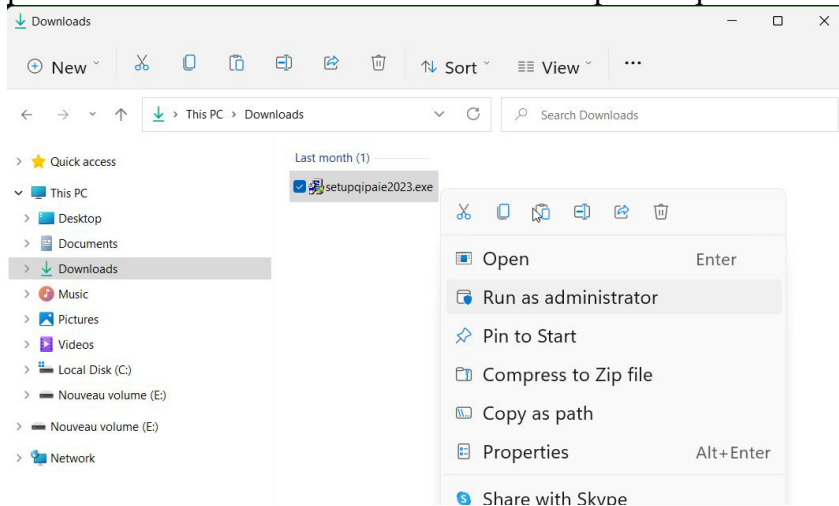 Downloads
New
Sort
View
This PC > Downloads
Search Downloads
Quick access
This PC
Desktop
Documents
Downloads
Music
Pictures
Videos
Local Disk (C:)
Nouveau volume (E:)
Nouveau volume (E:)
Network
Last month (1)
setupqipaie2023.exe
Open Enter
Run as administrator
Pin to Start
Compress to Zip file
Copy as path
Properties Alt+Enter
Share with Skype